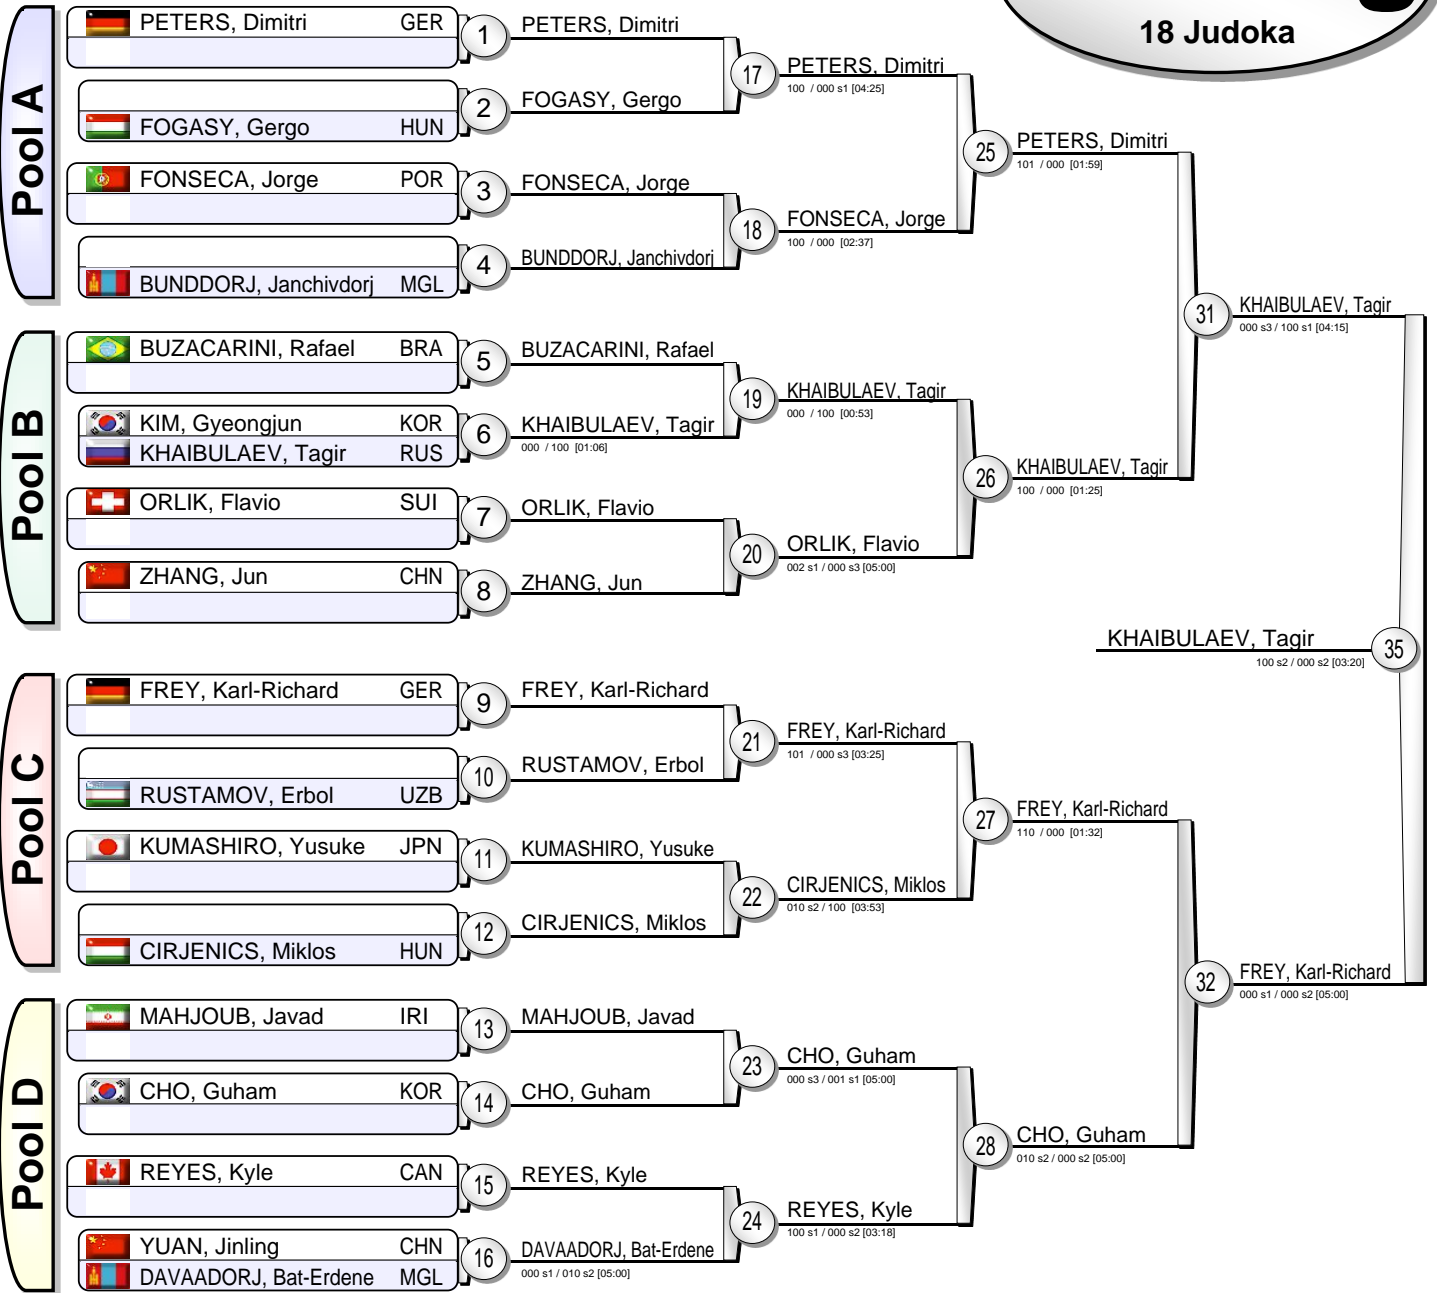 18 Judoka
Pool A
PETERS, Dimitri GER
1
PETERS, Dimitri
2
FOGASY, Gergo HUN
FOGASY, Gergo
17
PETERS, Dimitri
100 / 000 s1 [04:25]
FONSECA, Jorge POR
3
FONSECA, Jorge
4
BUNDDORJ, Janchivdorj MGL
BUNDDORJ, Janchivdorj
18
FONSECA, Jorge
100 / 000 [02:37]
25
PETERS, Dimitri
101 / 000 [01:59]
Pool B
BUZACARINI, Rafael BRA
5
BUZACARINI, Rafael
KIM, Gyeongjun KOR
KHAIBULAEV, Tagir RUS
6
KHAIBULAEV, Tagir
000 / 100 [01:06]
19
KHAIBULAEV, Tagir
000 / 100 [00:53]
ORLIK, Flavio SUI
7
ORLIK, Flavio
ZHANG, Jun CHN
8
ZHANG, Jun
20
ORLIK, Flavio
002 s1 / 000 s3 [05:00]
26
KHAIBULAEV, Tagir
100 / 000 [01:25]
31
KHAIBULAEV, Tagir
000 s3 / 100 s1 [04:15]
KHAIBULAEV, Tagir
100 s2 / 000 s2 [03:20]
35
Pool C
FREY, Karl-Richard GER
9
FREY, Karl-Richard
10
RUSTAMOV, Erbol UZB
RUSTAMOV, Erbol
21
FREY, Karl-Richard
101 / 000 s3 [03:25]
KUMASHIRO, Yusuke JPN
11
KUMASHIRO, Yusuke
12
CIRJENICS, Miklos HUN
CIRJENICS, Miklos
22
CIRJENICS, Miklos
010 s2 / 100 [03:53]
27
FREY, Karl-Richard
110 / 000 [01:32]
Pool D
MAHJOUB, Javad IRI
13
MAHJOUB, Javad
CHO, Guham KOR
14
CHO, Guham
23
CHO, Guham
000 s3 / 001 s1 [05:00]
REYES, Kyle CAN
15
REYES, Kyle
YUAN, Jinling CHN
DAVAADORJ, Bat-Erdene MGL
16
DAVAADORJ, Bat-Erdene
000 s1 / 010 s2 [05:00]
24
REYES, Kyle
100 s1 / 000 s2 [03:18]
28
CHO, Guham
010 s2 / 000 s2 [05:00]
32
FREY, Karl-Richard
000 s1 / 000 s2 [05:00]